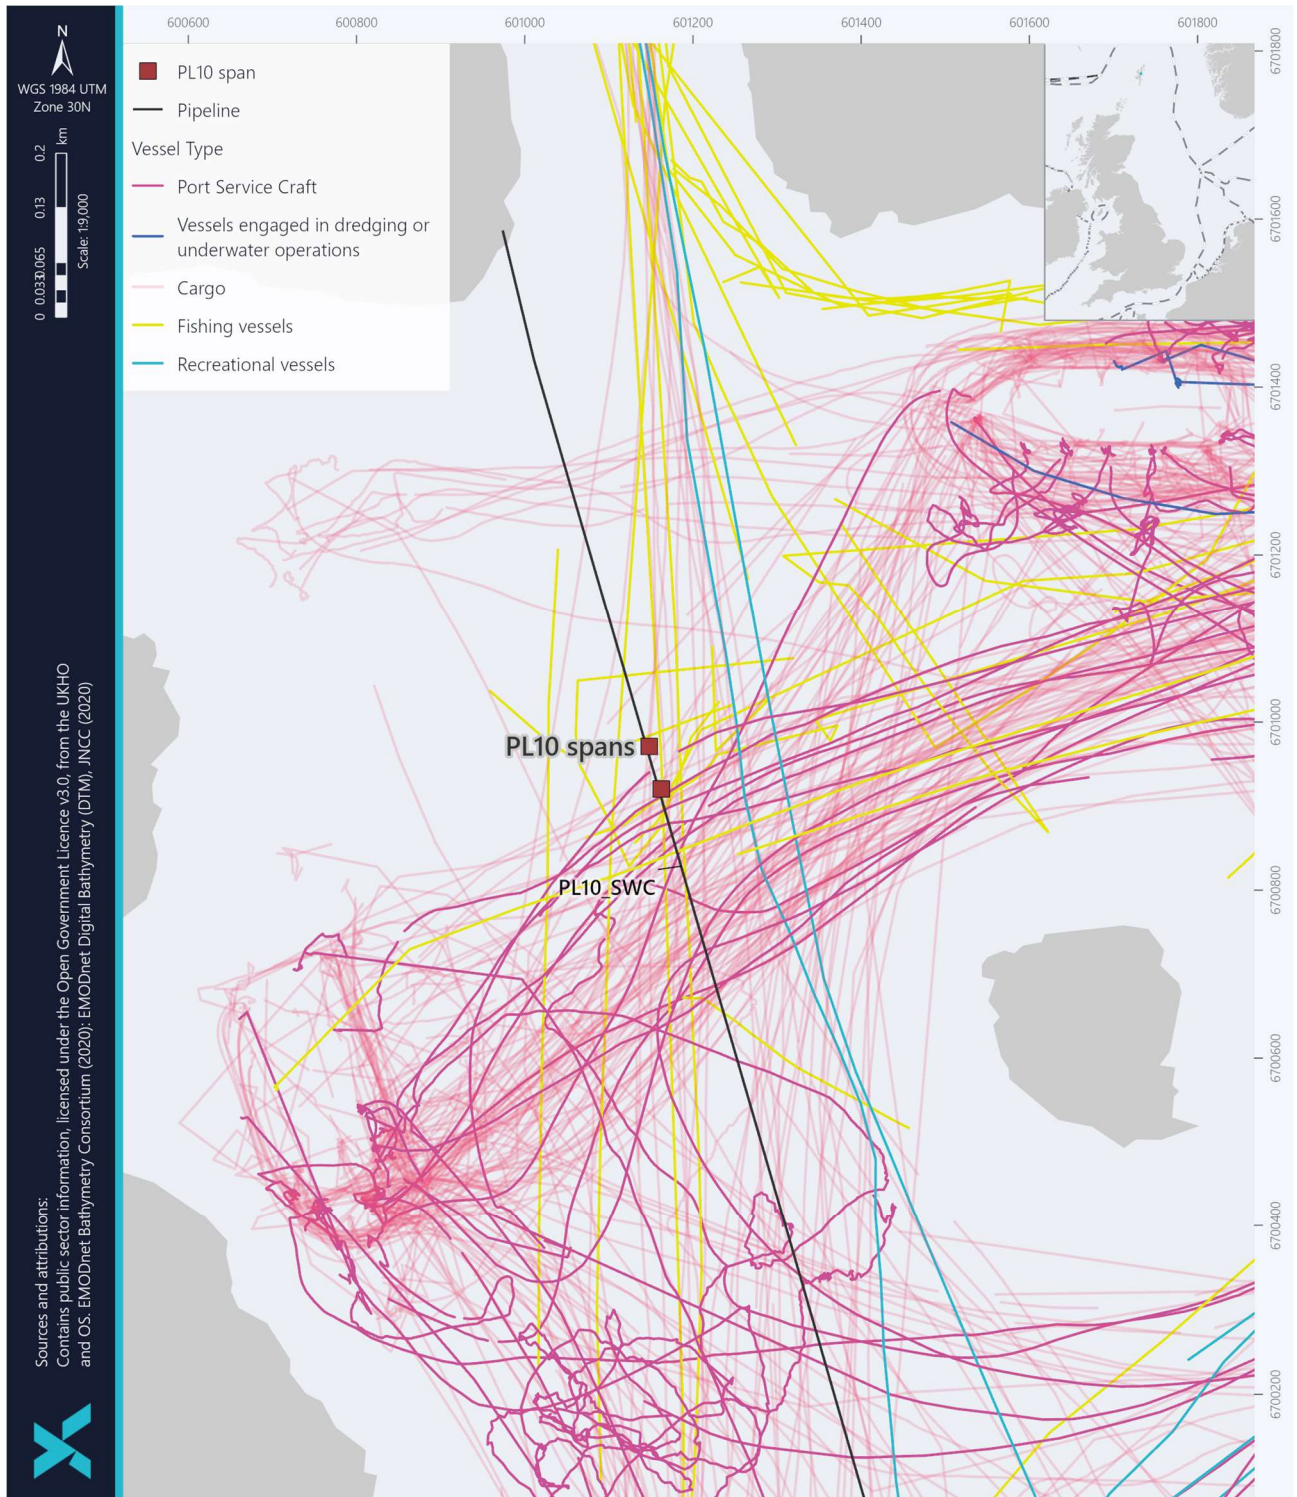 600600
600800
601000
601200
601400
601600
601800
N
WGS 1984 UTM
Zone 30N
km
0.2
0.13
0.065
0
Scale: 1:9,000
PL10 span
Pipeline
Vessel Type
Port Service Craft
Vessels engaged in dredging or
underwater operations
Cargo
Fishing vessels
Recreational vessels
6701800
6701600
6701400
6701200
6701000
6700800
6700600
6700400
6700200
PL10 spans
PL10_SWC
Sources and attributions:
Contains public sector information, licensed under the Open Government Licence v3.0, from the UKHO
and OS. EMODnet Bathymetry Consortium (2020): EMODnet Digital Bathymetry (DTM), JNCC (2020)